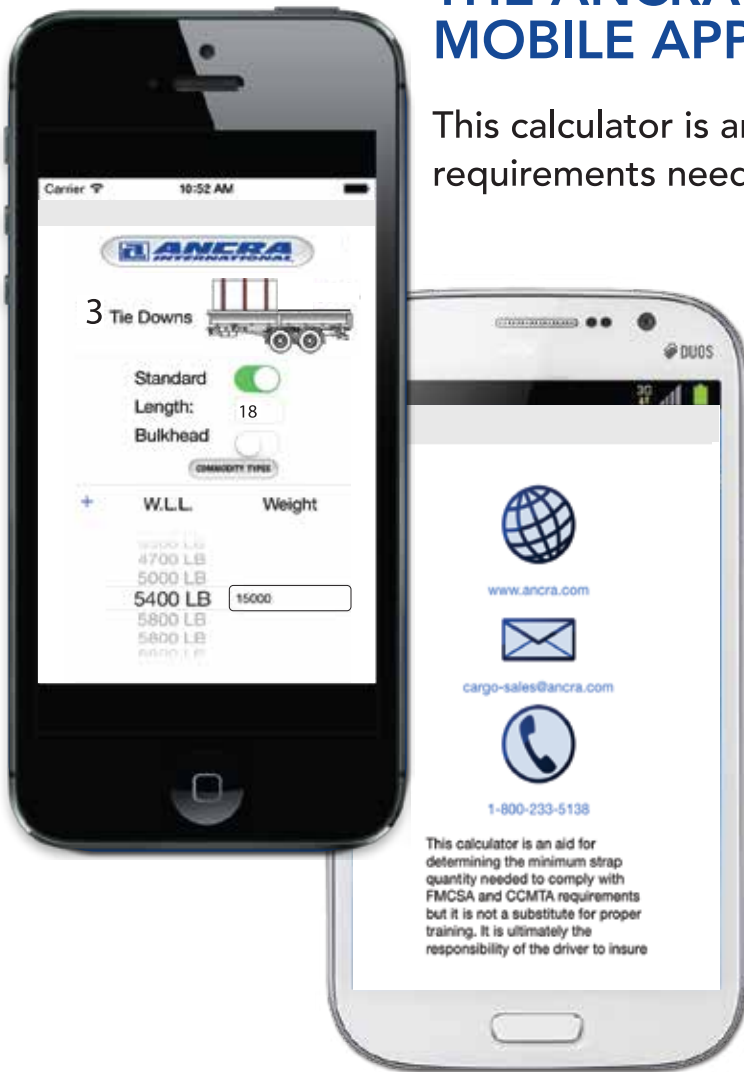 THE ANCRA
MOBILE APP
This calculator is an
requirements need
Carrier 10:52 AM
a ANCRA
INTERNATIONAL
3 Tie Downs
Standard
Length: 18
Bulkhead
COMMODITY TYPES
+ W.L.L. Weight
4700 LB
5000 LB
5400 LB 15000
5800 LB
5800 LB
DUOS
3G
www.ancra.com
cargo-sales@ancra.com
1-800-233-5138
This calculator is an aid for
determining the minimum strap
quantity needed to comply with
FMCSA and CCMTA requirements
but it is not a substitute for proper
training. It is ultimately the
responsibility of the driver to insure